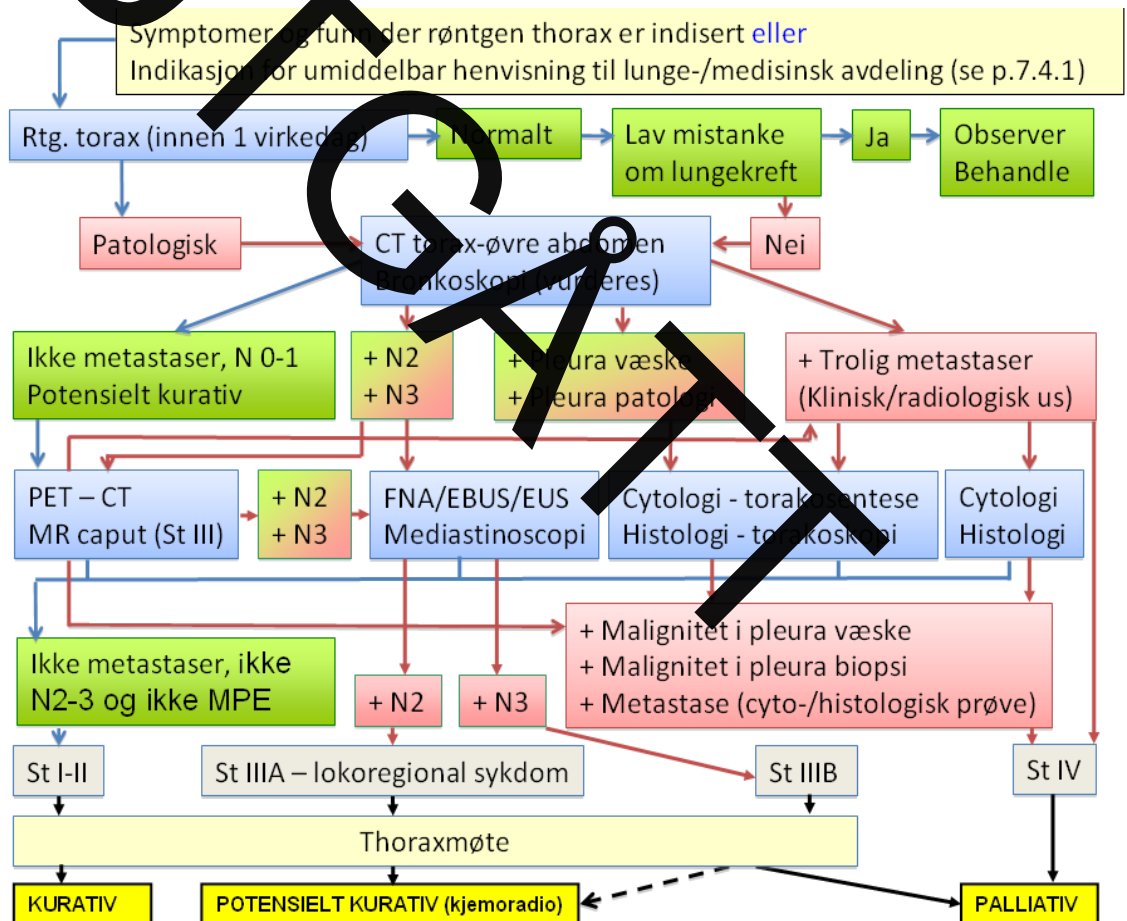 Symptomer og funn der røntgen thorax er indisert eller
Indikasjon for umiddelbar henvisning til lunge-/medisinsk avdeling (se p.7.4.1)
Rtg. torax (innen 1 virkedag)
Normalt
Lav mistanke
om lungekreft
Ja
Observer
Behandle
Patologisk
CT torax-øvre abdomen
Bronkoskopi (vurderes)
Nei
Ikke metastaser, N 0-1
Potensielt kurativ
+ N2
+ N3
+ Pleura væske
+ Pleura patologi
+ Trolig metastaser
(Klinisk/radiologisk us)
PET – CT
MR caput (St III)
+ N2
+ N3
FNA/EBUS/EUS
Mediastinoscopi
Cytologi - torakosentese
Histologi - torakoskopi
Cytologi
Histologi
Ikke metastaser, ikke
N2-3 og ikke MPE
+ N2
+ N3
+ Malignitet i pleura væske
+ Malignitet i pleura biopsi
+ Metastase (cyto-/histologisk prøve)
St I-II
St IIIA – lokoregional sykdom
St IIIB
St IV
Thoraxmøte
KURATIV
POTENSIELT KURATIV (kjemoradio)
PALLIATIV